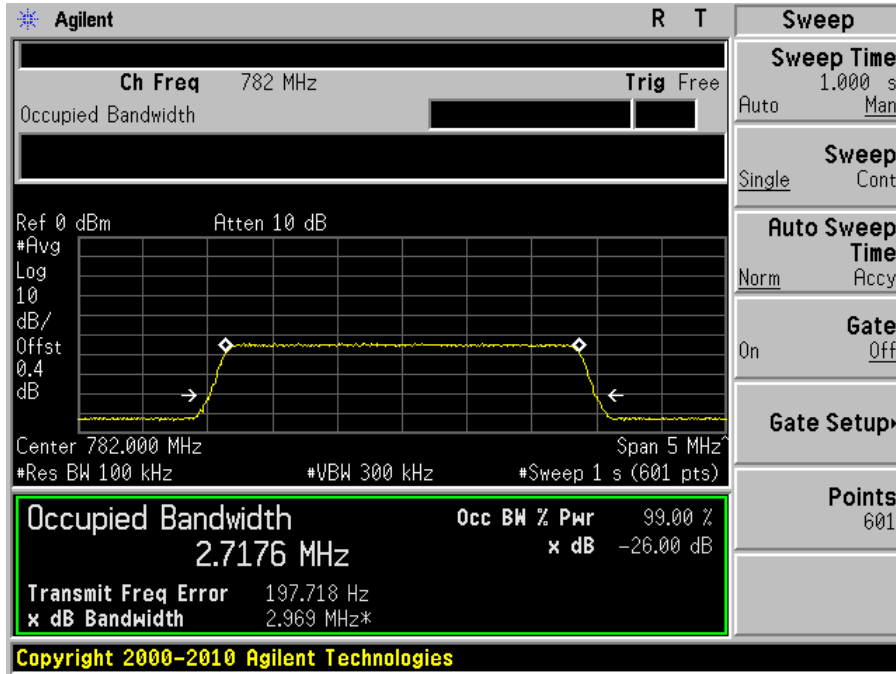 Agilent R T
Ch Freq 782 MHz Trig Free
Occupied Bandwidth
Ref 0 dBm Atten 10 dB
#Avg
Log
10
dB/
Offst
0.4
dB
Center 782.000 MHz Span 5 MHz^
#Res BW 100 kHz #VBW 300 kHz #Sweep 1 s (601 pts)
Occupied Bandwidth
2.7176 MHz
Occ BW % Pwr 99.00 %
x dB -26.00 dB
Transmit Freq Error 197.718 Hz
x dB Bandwidth 2.969 MHz*
Copyright 2000-2010 Agilent Technologies
Sweep
Sweep Time
1.000 s
Auto Man
Sweep
Single Cont
Auto Sweep
Time
Norm Accy
Gate
On Off
Gate Setup
Points
601